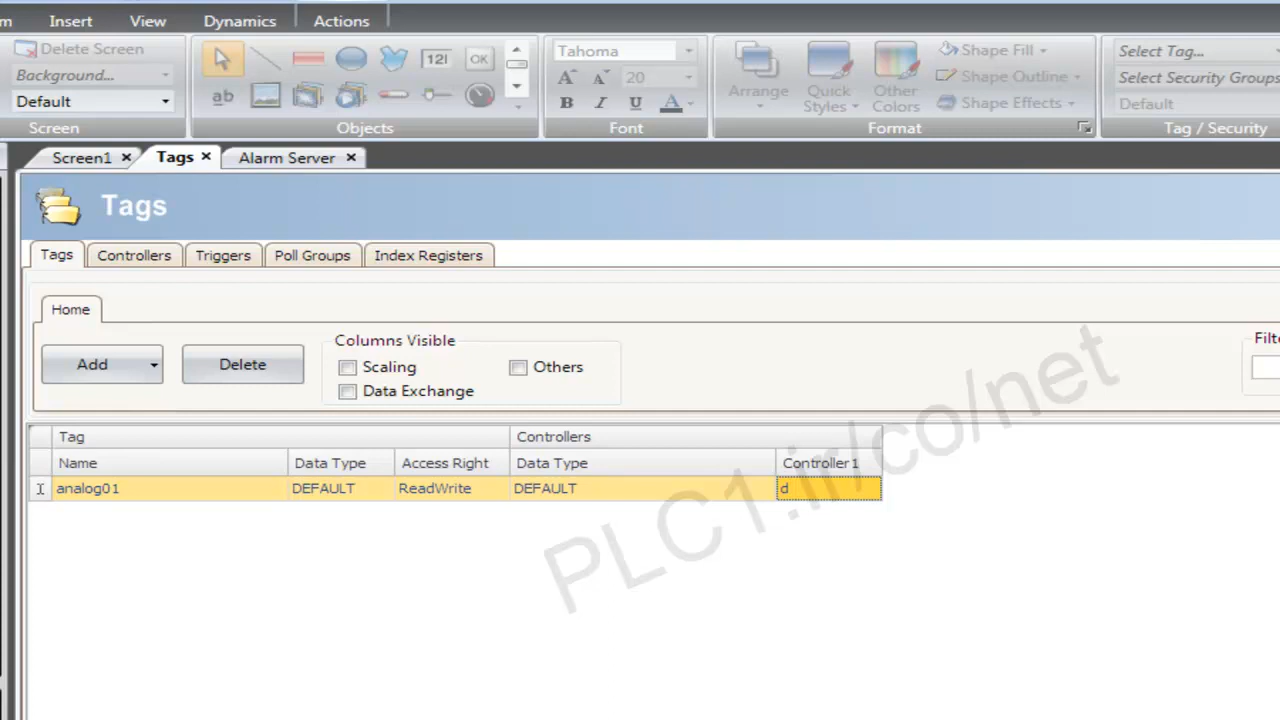 m Insert View Dynamics Actions
Delete Screen
Background...
Default
Screen
ab
12
OK
Objects
Tahoma
A A 20
B I U A
Font
Arrange
Quick Styles
Other Colors
Shape Fill
Shape Outline
Shape Effects
Format
Select Tag...
Select Security Groups
Default
Tag / Security
Screen1 Tags Alarm Server
Tags
Tags Controllers Triggers Poll Groups Index Registers
Home
Add Delete
Columns Visible
Scaling Others
Data Exchange
Filte
Tag Controllers
Name Data Type Access Right Data Type Controller1
analog01 DEFAULT ReadWrite DEFAULT d
PLC1.ir/co/net